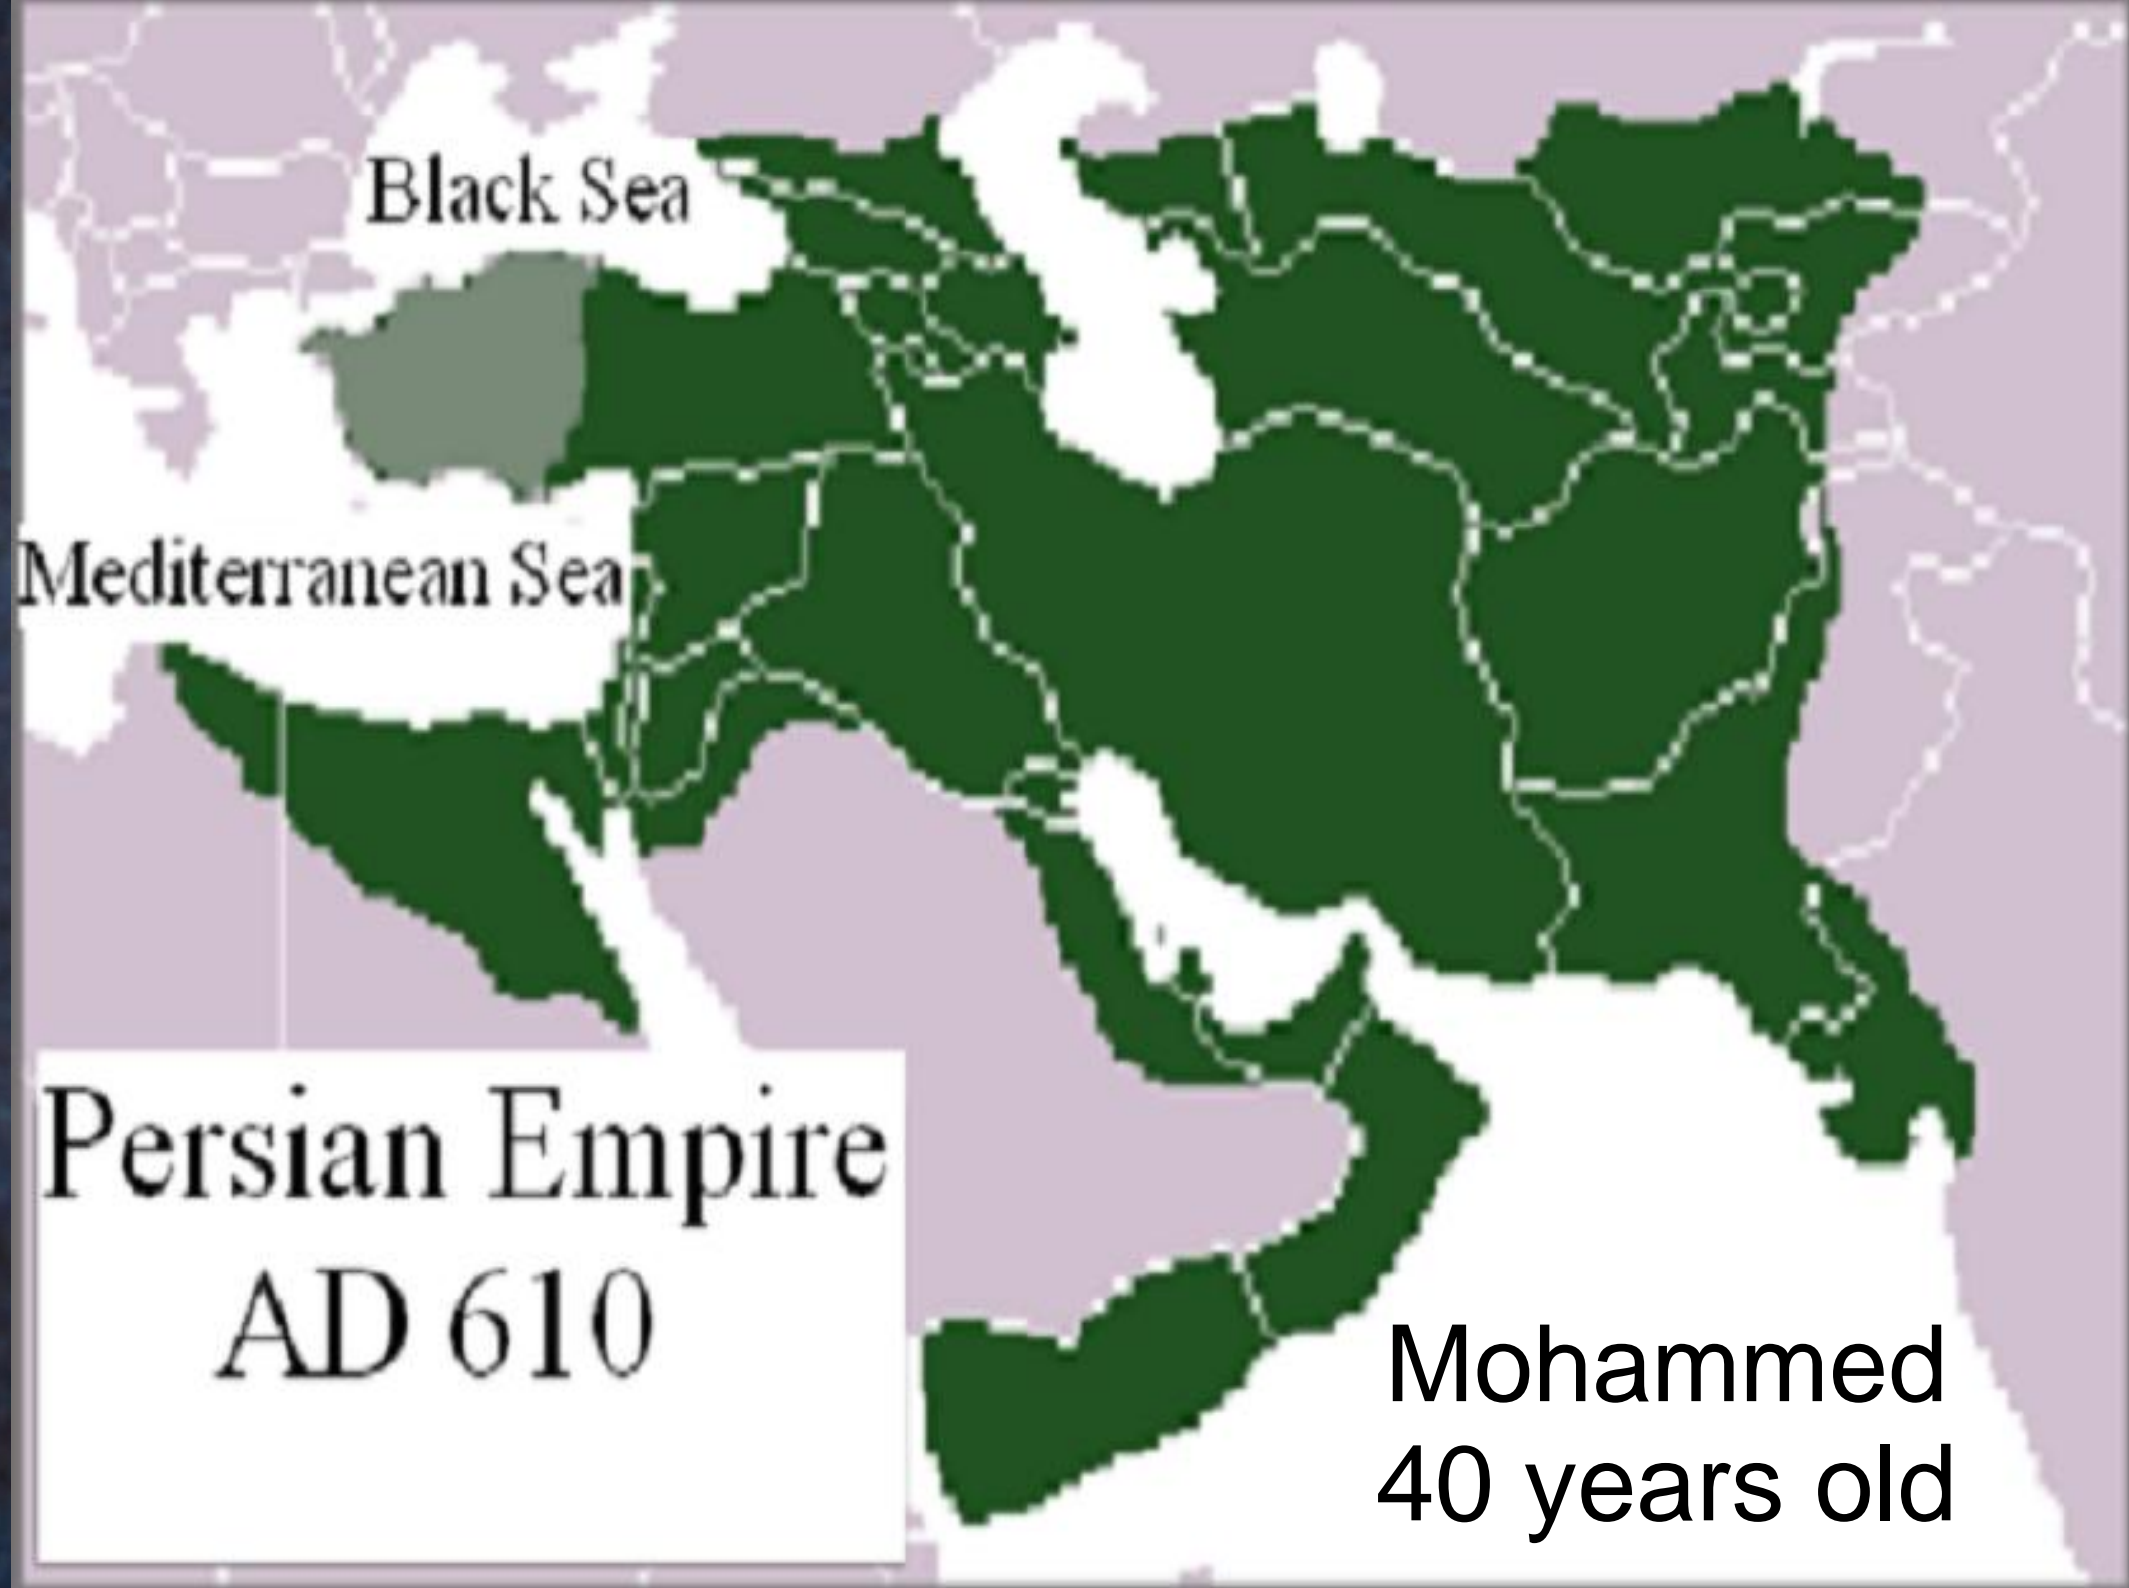 Black Sea
Mediterranean Sea
Persian Empire
AD 610
Mohammed
40 years old